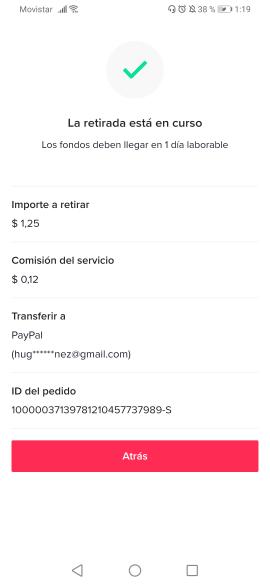 Movistar 38 % 1:19
La retirada está en curso
Los fondos deben llegar en 1 día laborable
Importe a retirar
$ 1,25
Comisión del servicio
$ 0,12
Transferir a
PayPal
(hug******nez@gmail.com)
ID del pedido
10000037139781210457737989-S
Atrás